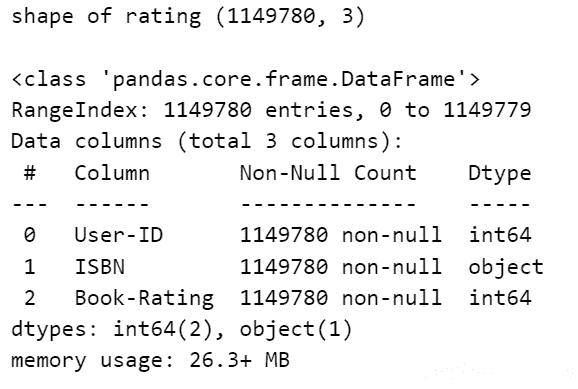 shape of rating (1149780, 3)
<class 'pandas.core.frame.DataFrame'>
RangeIndex: 1149780 entries, 0 to 1149779
Data columns (total 3 columns):
 #   Column       Non-Null Count    Dtype
---  ------       --------------    -----
 0   User-ID      1149780 non-null  int64
 1   ISBN         1149780 non-null  object
 2   Book-Rating  1149780 non-null  int64
dtypes: int64(2), object(1)
memory usage: 26.3+ MB